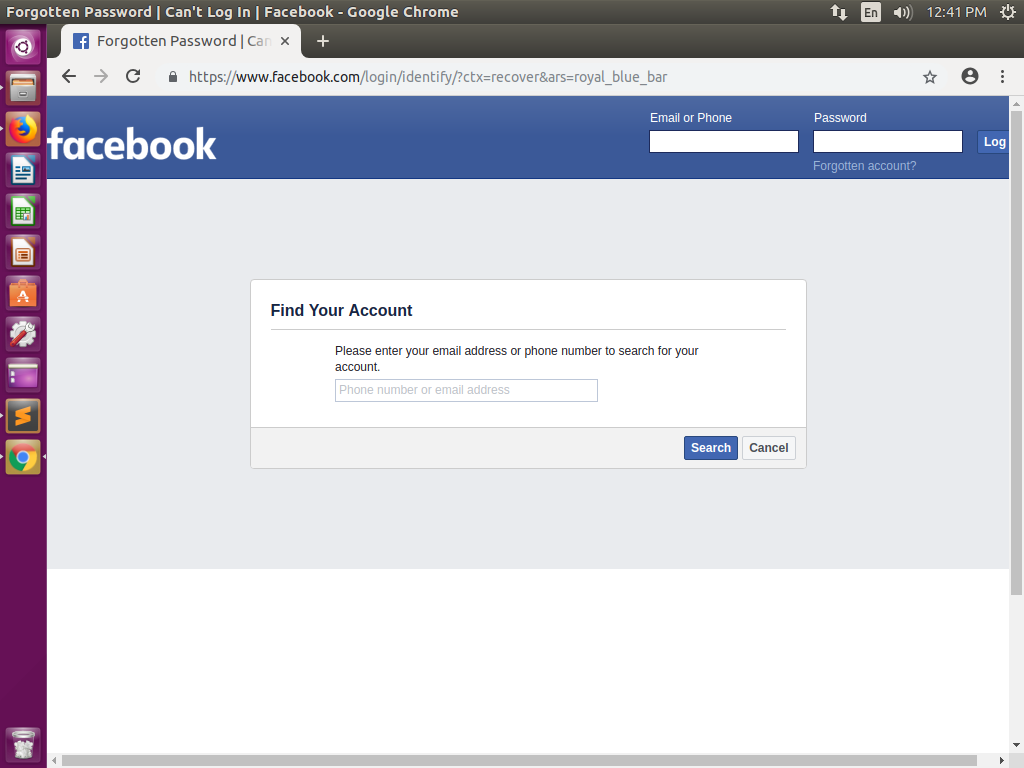 Forgotten Password | Can't Log In | Facebook - Google Chrome
En
12:41 PM
Forgotten Password | Can
https://www.facebook.com/login/identify/?ctx=recover&ars=royal_blue_bar
facebook
Email or Phone
Password
Log
Forgotten account?
Find Your Account
Please enter your email address or phone number to search for your
account.
Phone number or email address
Search
Cancel